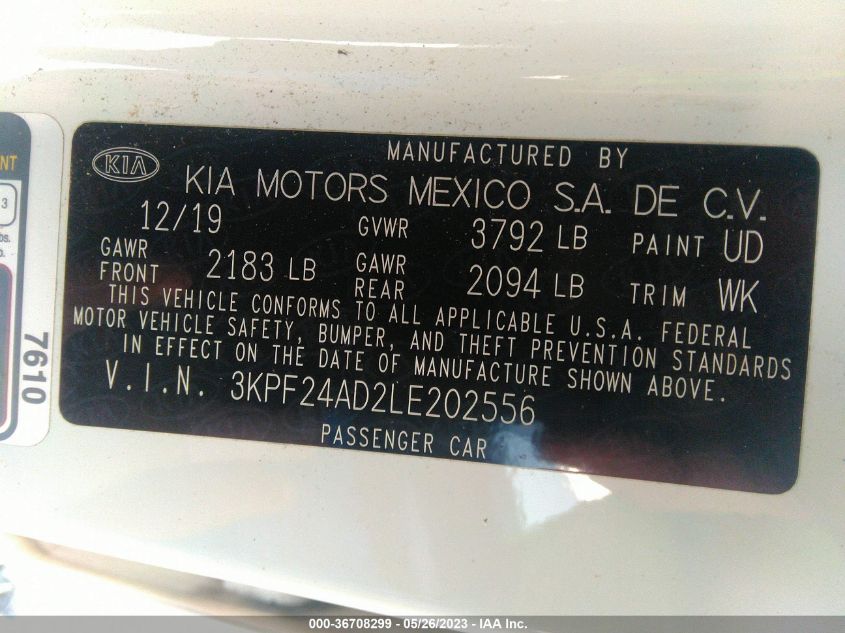 MANUFACTURED BY
KIA
KIA MOTORS MEXICO S.A. DE C.V.
12/19 GVWR 3792 LB PAINT UD
GAWR FRONT 2183 LB GAWR REAR 2094 LB TRIM WK
THIS VEHICLE CONFORMS TO ALL APPLICABLE U.S.A. FEDERAL
MOTOR VEHICLE SAFETY, BUMPER, AND THEFT PREVENTION STANDARDS
IN EFFECT ON THE DATE OF MANUFACTURE SHOWN ABOVE.
V.I.N. 3KPF24AD2LE202556
PASSENGER CAR
NT
3
7610
000-36708299 - 05/26/2023 - IAA Inc.